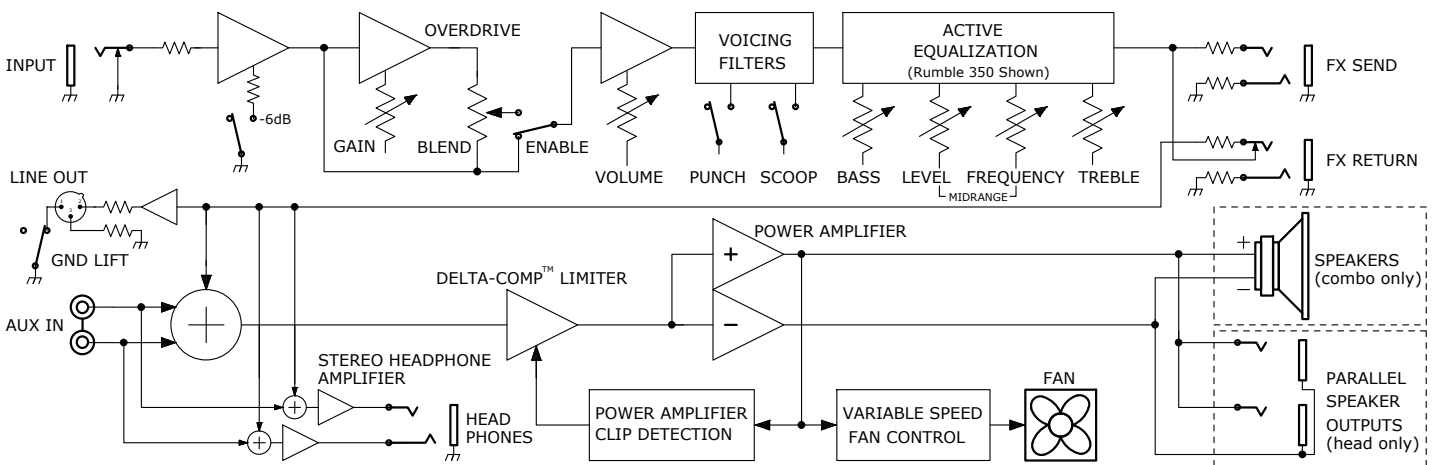 INPUT
-6dB
OVERDRIVE
GAIN
BLEND
ENABLE
VOLUME
VOICING
FILTERS
PUNCH
SCOOP
ACTIVE
EQUALIZATION
(Rumble 350 Shown)
BASS
LEVEL
FREQUENCY
MIDRANGE
TREBLE
FX SEND
FX RETURN
LINE OUT
1
2
3
GND LIFT
AUX IN
DELTA-COMP™ LIMITER
POWER AMPLIFIER
+
−
+
−
SPEAKERS
(combo only)
STEREO HEADPHONE
AMPLIFIER
HEAD
PHONES
POWER AMPLIFIER
CLIP DETECTION
VARIABLE SPEED
FAN CONTROL
FAN
PARALLEL
SPEAKER
OUTPUTS
(head only)